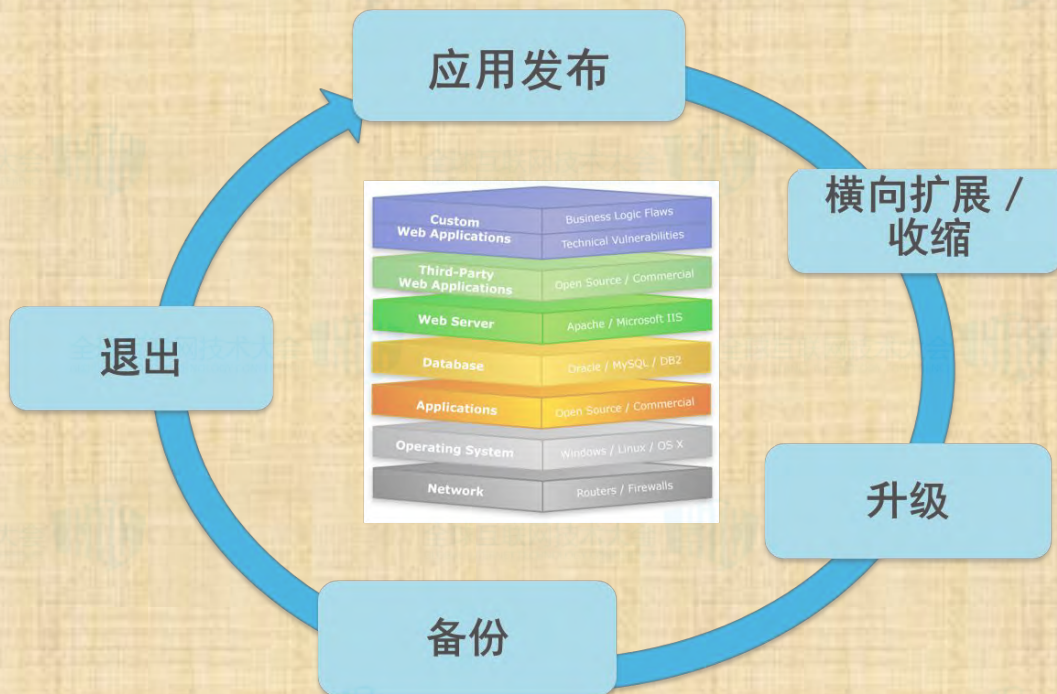 应用发布
横向扩展 /
收缩
升级
备份
退出
Custom
Web Applications
Business Logic Flaws
Technical Vulnerabilities
Third-Party
Web Applications
Open Source / Commercial
Web Server
Apache / Microsoft IIS
Database
Oracle / MySQL / DB2
Applications
Open Source / Commercial
Operating System
Windows / Linux / OS X
Network
Routers / Firewalls